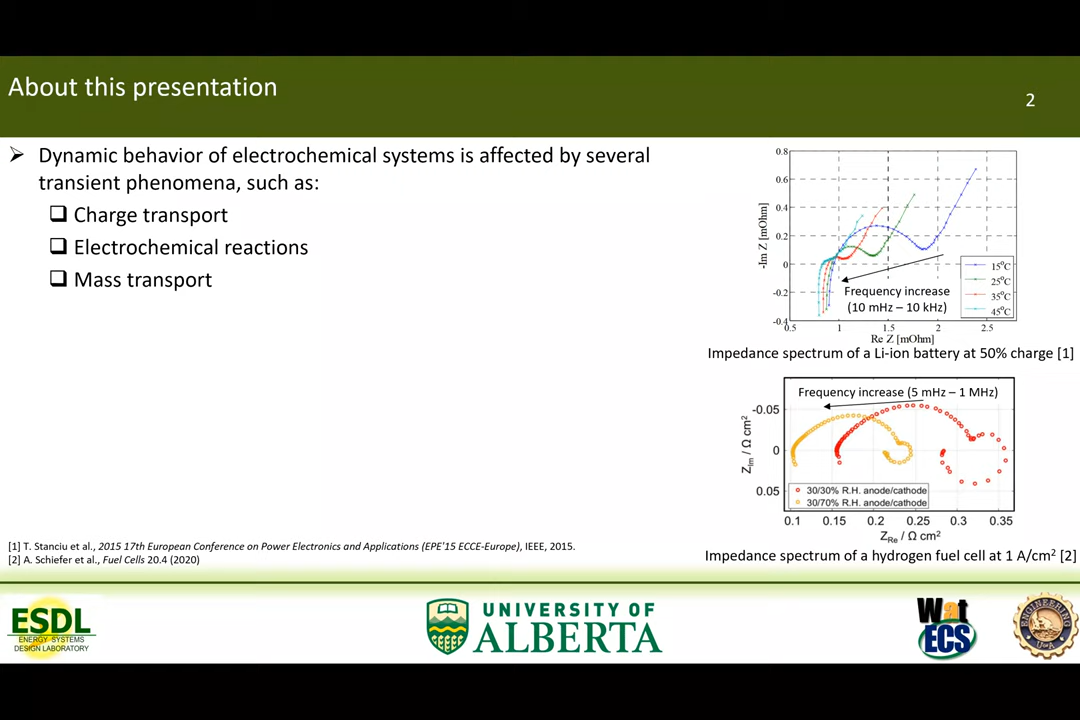 About this presentation
2
➢ Dynamic behavior of electrochemical systems is affected by several
transient phenomena, such as:
❑ Charge transport
❑ Electrochemical reactions
❑ Mass transport
0.8
0.6
0.4
0.2
0
-0.2
-0.4
-Im Z [mOhm]
0.5 1 1.5 2 2.5
Re Z [mOhm]
15°C
25°C
35°C
45°C
Frequency increase
(10 mHz – 10 kHz)
Impedance spectrum of a Li-ion battery at 50% charge [1]
Frequency increase (5 mHz – 1 MHz)
-0.05
0
0.05
Z_Im / Ω cm²
30/30% R.H. anode/cathode
30/70% R.H. anode/cathode
0.1 0.15 0.2 0.25 0.3 0.35
Z_Re / Ω cm²
Impedance spectrum of a hydrogen fuel cell at 1 A/cm² [2]
[1] T. Stanciu et al., 2015 17th European Conference on Power Electronics and Applications (EPE'15 ECCE-Europe), IEEE, 2015.
[2] A. Schiefer et al., Fuel Cells 20.4 (2020)
ESDL
ENERGY SYSTEMS
DESIGN LABORATORY
UNIVERSITY OF
ALBERTA
Wat
ECS
ENGINEERING
U of A